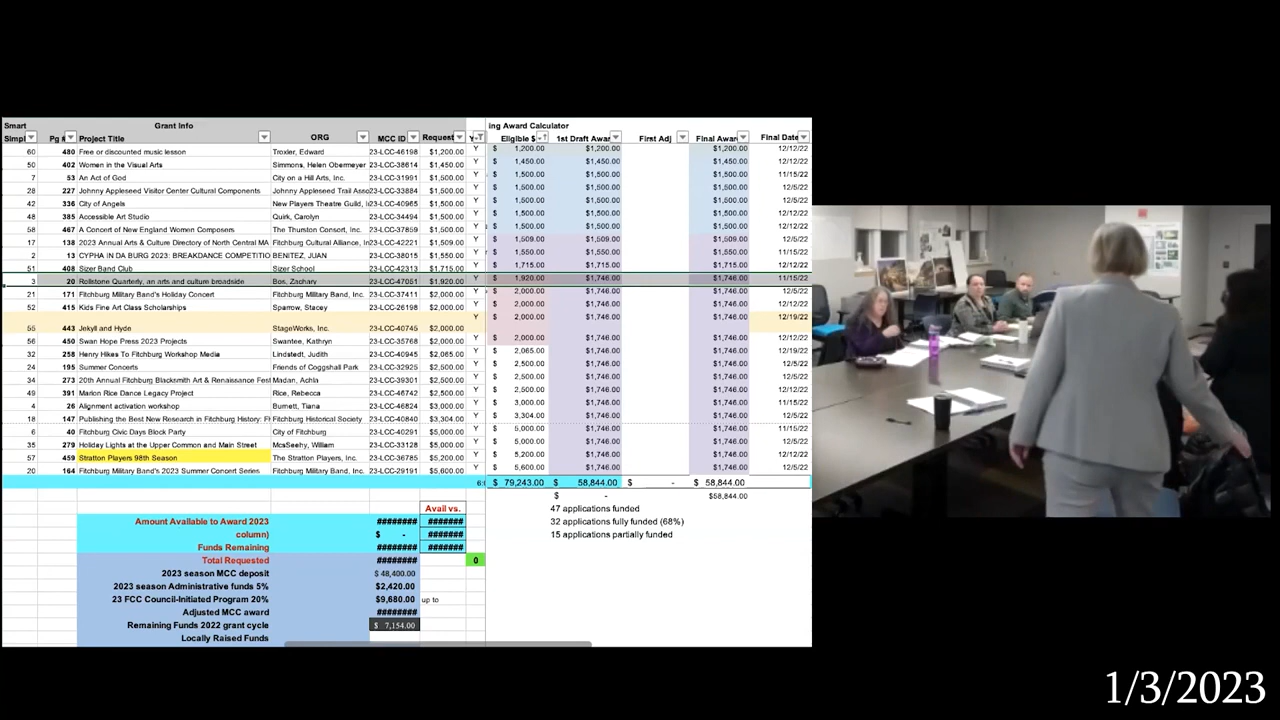 Smart Grant Info ing Award Calculator
Simpl Pg # Project Title ORG MCC ID Request Y Eligible $ 1st Draft Awar First Adj Final Awar Final Date
60 480 Free or discounted music lesson Troxler, Edward 23-LCC-46198 $1,200.00 Y $ 1,200.00 $1,200.00 $1,200.00 12/12/22
50 402 Women in the Visual Arts Simmons, Helen Obermeyer 23-LCC-38614 $1,450.00 Y $ 1,450.00 $1,450.00 $1,450.00 12/12/22
7 53 An Act of God City on a Hill Arts, Inc. 23-LCC-31991 $1,500.00 Y $ 1,500.00 $1,500.00 $1,500.00 11/15/22
28 227 Johnny Appleseed Visitor Center Cultural Components Johnny Appleseed Trail Asso 23-LCC-33884 $1,500.00 Y $ 1,500.00 $1,500.00 $1,500.00 12/5/22
42 336 City of Angels New Players Theatre Guild, I 23-LCC-40965 $1,500.00 Y $ 1,500.00 $1,500.00 $1,500.00 12/5/22
48 385 Accessible Art Studio Quirk, Carolyn 23-LCC-34494 $1,500.00 Y $ 1,500.00 $1,500.00 $1,500.00 12/12/22
58 467 A Concert of New England Women Composers The Thurston Consort, Inc. 23-LCC-37859 $1,500.00 Y $ 1,500.00 $1,500.00 $1,500.00 12/12/22
17 138 2023 Annual Arts & Culture Directory of North Central MA Fitchburg Cultural Alliance, In 23-LCC-42221 $1,509.00 Y $ 1,509.00 $1,509.00 $1,509.00 12/5/22
2 13 CYPHA IN DA BURG 2023: BREAKDANCE COMPETITIO BENITEZ, JUAN 23-LCC-38015 $1,550.00 Y $ 1,550.00 $1,550.00 $1,550.00 11/15/22
51 408 Sizer Band Club Sizer School 23-LCC-42313 $1,715.00 Y $ 1,715.00 $1,715.00 $1,715.00 12/12/22
3 20 Rollstone Quarterly, an arts and culture broadside Bos, Zachary 23-LCC-47051 $1,920.00 Y $ 1,920.00 $1,746.00 $1,746.00 11/15/22
21 171 Fitchburg Military Band's Holiday Concert Fitchburg Military Band, Inc. 23-LCC-37411 $2,000.00 Y $ 2,000.00 $1,746.00 $1,746.00 12/5/22
52 415 Kids Fine Art Class Scholarships Sparrow, Stacey 23-LCC-26198 $2,000.00 Y $ 2,000.00 $1,746.00 $1,746.00 12/12/22
55 443 Jekyll and Hyde StageWorks, Inc. 23-LCC-40745 $2,000.00 Y $ 2,000.00 $1,746.00 $1,746.00 12/19/22
56 450 Swan Hope Press 2023 Projects Swantee, Kathryn 23-LCC-35768 $2,000.00 Y $ 2,000.00 $1,746.00 $1,746.00 12/12/22
32 258 Henry Hikes To Fitchburg Workshop Media Lindstedt, Judith 23-LCC-40945 $2,065.00 Y $ 2,065.00 $1,746.00 $1,746.00 12/19/22
24 195 Summer Concerts Friends of Coggshall Park 23-LCC-32925 $2,500.00 Y $ 2,500.00 $1,746.00 $1,746.00 12/5/22
34 273 20th Annual Fitchburg Blacksmith Art & Renaissance Fest Madan, Achla 23-LCC-39301 $2,500.00 Y $ 2,500.00 $1,746.00 $1,746.00 12/5/22
49 391 Marion Rice Dance Legacy Project Rice, Rebecca 23-LCC-46742 $2,500.00 Y $ 2,500.00 $1,746.00 $1,746.00 12/12/22
4 26 Alignment activation workshop Burnett, Tiana 23-LCC-46824 $3,000.00 Y $ 3,000.00 $1,746.00 $1,746.00 11/15/22
18 147 Publishing the Best New Research in Fitchburg History: Fitchburg Historical Society 23-LCC-40840 $3,304.00 Y $ 3,304.00 $1,746.00 $1,746.00 12/5/22
6 40 Fitchburg Civic Days Block Party City of Fitchburg 23-LCC-40291 $5,000.00 Y $ 5,000.00 $1,746.00 $1,746.00 11/15/22
35 279 Holiday Lights at the Upper Common and Main Street McSeehy, William 23-LCC-33128 $5,000.00 Y $ 5,000.00 $1,746.00 $1,746.00 12/5/22
57 459 Stratton Players 98th Season The Stratton Players, Inc. 23-LCC-36785 $5,200.00 Y $ 5,200.00 $1,746.00 $1,746.00 12/12/22
20 164 Fitchburg Military Band's 2023 Summer Concert Series Fitchburg Military Band, Inc. 23-LCC-29191 $5,600.00 Y $ 5,600.00 $1,746.00 $1,746.00 12/5/22
$ 79,243.00 $ 58,844.00 $ - $ 58,844.00
$ - $58,844.00
Avail vs. 47 applications funded
Amount Available to Award 2023 ######## ####### 32 applications fully funded (68%)
column) $ - ####### 15 applications partially funded
Funds Remaining ######## #######
Total Requested ######## 0
2023 season MCC deposit $ 48,400.00
2023 season Administrative funds 5% $2,420.00
23 FCC Council-Initiated Program 20% $9,680.00 up to
Adjusted MCC award ########
Remaining Funds 2022 grant cycle $ 7,154.00
Locally Raised Funds
1/3/2023